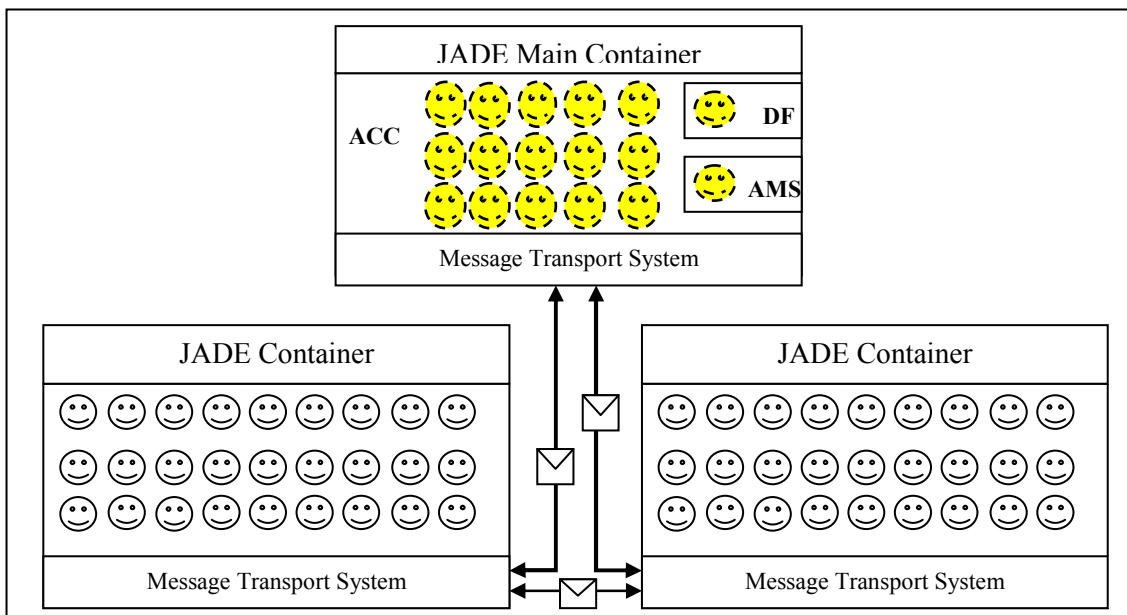 JADE Main Container
ACC
DF
AMS
Message Transport System
JADE Container
Message Transport System
JADE Container
Message Transport System